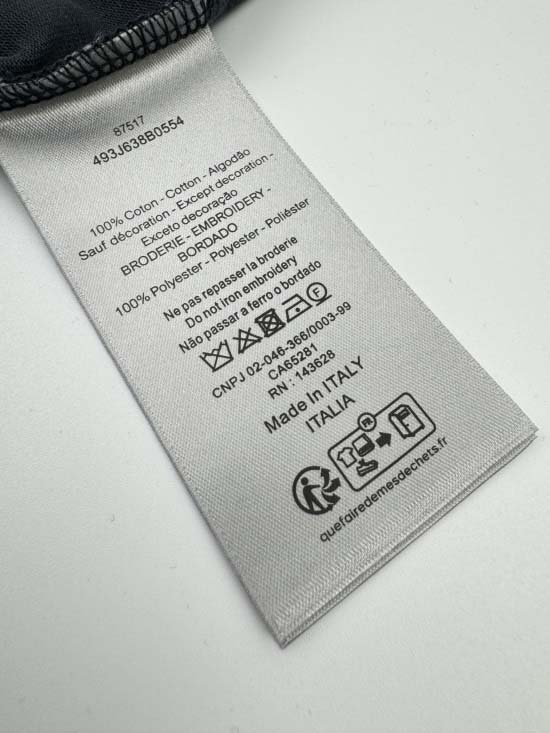 87517
493J638B0554
100% Coton - Cotton - Algodão
Sauf décoration - Except decoration -
Exceto decoração
BRODERIE - EMBROIDERY -
BORDADO
100% Polyester - Polyester - Poliéster
Ne pas repasser la broderie
Do not iron embroidery
Não passar a ferro o bordado
F
CNPJ 02-046-366/0003-99
CA65281
RN : 143628
Made In ITALY
ITALIA
FR
quefairedemesdechets.fr